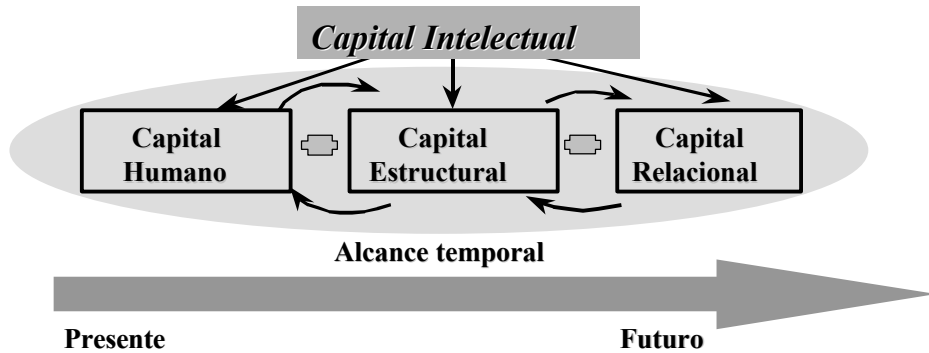 Capital Intelectual
Capital
Humano
Capital
Estructural
Capital
Relacional
Alcance temporal
Presente
Futuro